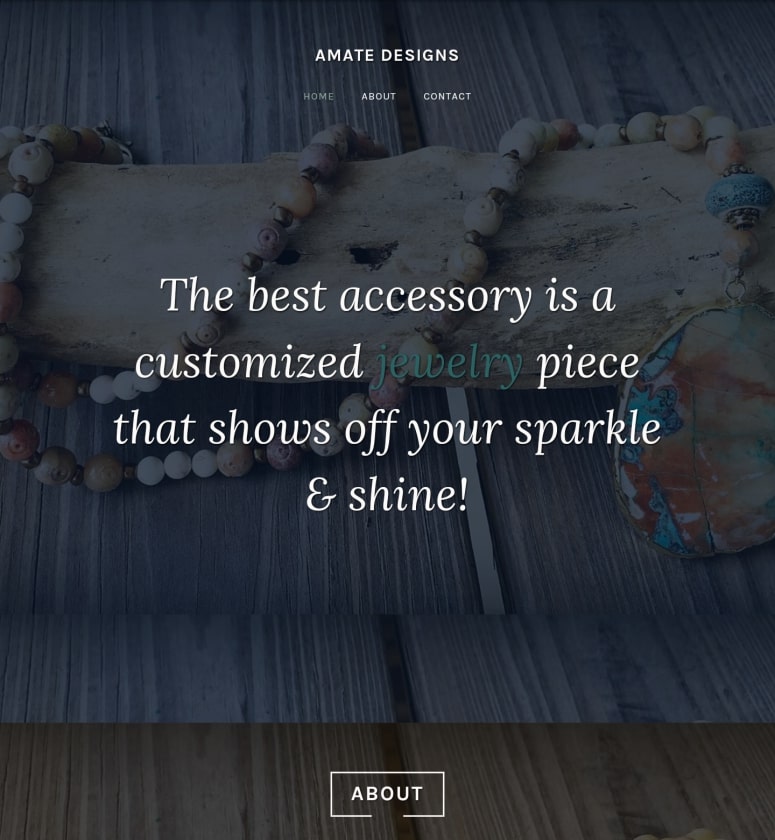 AMATE DESIGNS
HOME ABOUT CONTACT
The best accessory is a
customized jewelry piece
that shows off your sparkle
& shine!
ABOUT